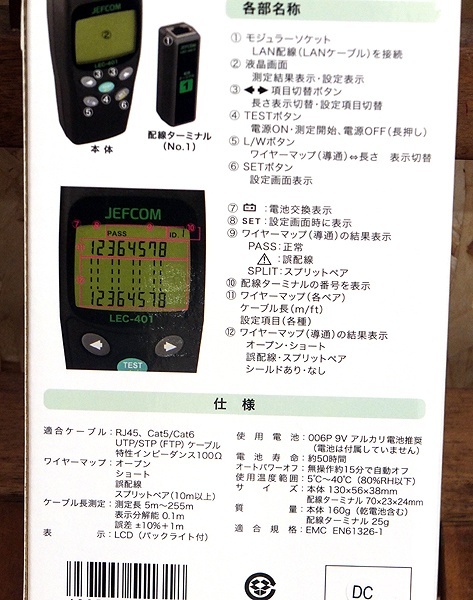 JEFCOM
LEC-401
本体
配線ターミナル
(No.1)
各部名称
① モジュラーソケット
LAN配線(LANケーブル)を接続
② 液晶画面
測定結果表示・設定表示
③ ◀▶項目切替ボタン
長さ表示切替・設定項目切替
④ TESTボタン
電源ON・測定開始、電源OFF(長押し)
⑤ L/Wボタン
ワイヤーマップ(導通)⇔長さ 表示切替
⑥ SETボタン
設定画面表示
JEFCOM
PASS ID.
12364578
12364578
LEC-401
TEST
⑦ :電池交換表示
⑧ SET:設定画面時に表示
⑨ ワイヤーマップ(導通)の結果表示
PASS:正常
⚠:誤配線
SPLIT:スプリットペア
⑩ 配線ターミナルの番号を表示
⑪ ワイヤーマップ(各ペア)
ケーブル長(m/ft)
設定項目(各種)
⑫ ワイヤーマップ(導通)の結果表示
オープン・ショート
誤配線・スプリットペア
シールドあり・なし
仕様
適合ケーブル:RJ45、Cat5/Cat6
UTP/STP(FTP)ケーブル
特性インピーダンス100Ω
ワイヤーマップ:オープン
ショート
誤配線
スプリットペア(10m以上)
ケーブル長測定:測定長 5m~255m
表示分解能 0.1m
誤差 ±10%+1m
表示:LCD(バックライト付)
使用電池:006P 9V アルカリ電池推奨
(電池は付属していません)
電池寿命:約50時間
オートパワーオフ:無操作約15分で自動オフ
使用温度範囲:5℃~40℃(80%RH以下)
サイズ:本体 130×56×38mm
配線ターミナル 70×23×24mm
質量:本体 160g(乾電池含む)
配線ターミナル 25g
適合規格:EMC EN61326-1
DC